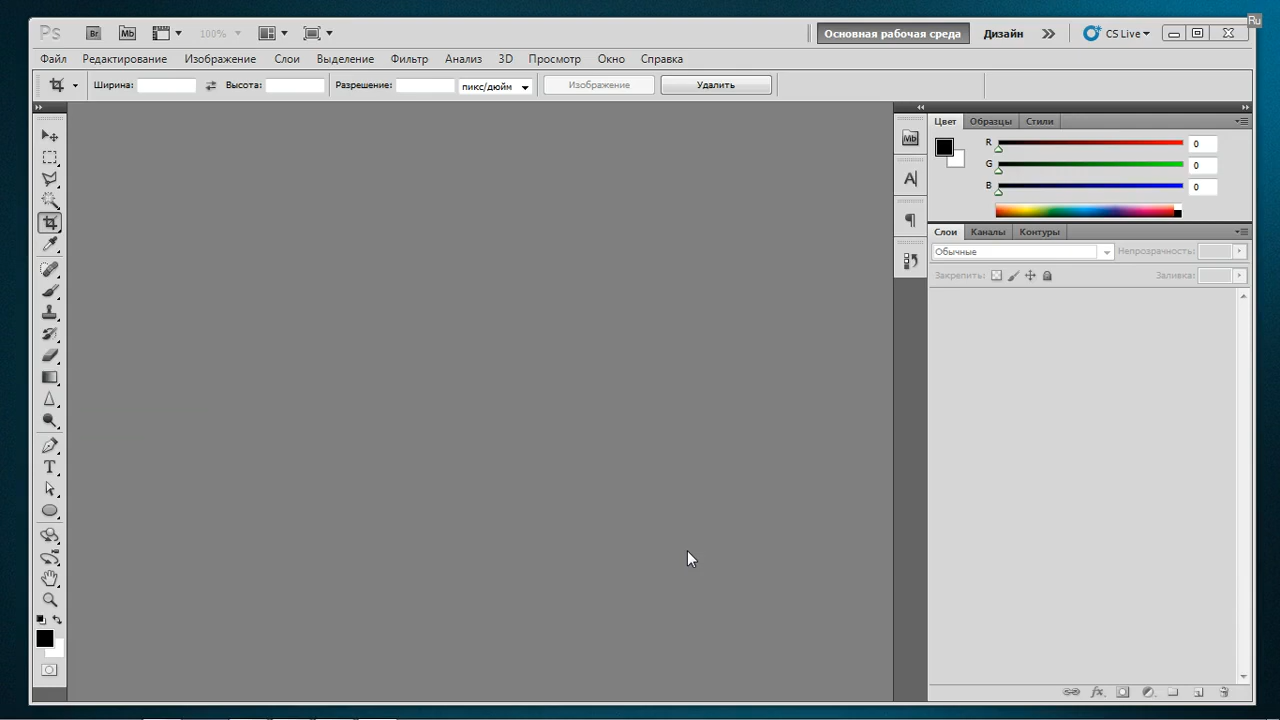 Ru
Ps Br Mb 100% Основная рабочая среда Дизайн CS Live
Файл Редактирование Изображение Слои Выделение Фильтр Анализ 3D Просмотр Окно Справка
Ширина: Высота: Разрешение: пикс/дюйм Изображение Удалить
Mb
Цвет Образцы Стили
R 0
G 0
B 0
Слои Каналы Контуры
Обычные Непрозрачность:
Закрепить: Заливка: